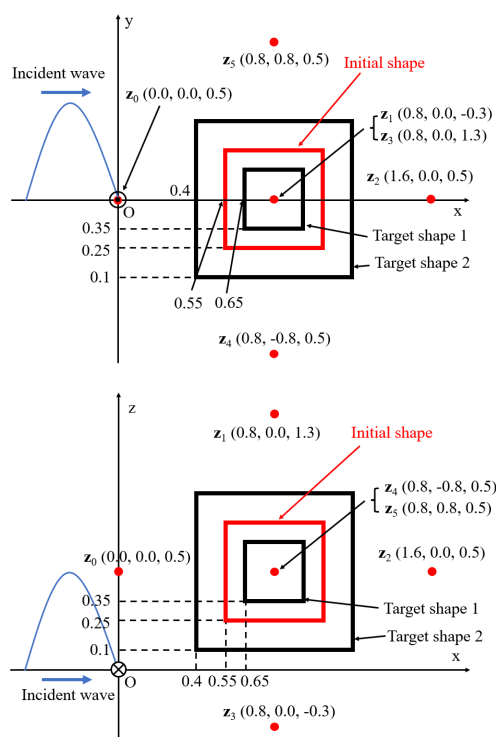 y
z₅ (0.8, 0.8, 0.5)
Initial shape
Incident wave
z₀ (0.0, 0.0, 0.5)
z₁ (0.8, 0.0, -0.3)
z₃ (0.8, 0.0, 1.3)
z₂ (1.6, 0.0, 0.5)
0.4
O
x
0.35
Target shape 1
0.25
Target shape 2
0.1
0.55
0.65
z₄ (0.8, -0.8, 0.5)
z
z₁ (0.8, 0.0, 1.3)
Initial shape
z₄ (0.8, -0.8, 0.5)
z₅ (0.8, 0.8, 0.5)
z₀ (0.0, 0.0, 0.5)
z₂ (1.6, 0.0, 0.5)
0.35
Target shape 1
0.25
Target shape 2
0.1
x
O
0.4
0.55
0.65
Incident wave
z₃ (0.8, 0.0, -0.3)